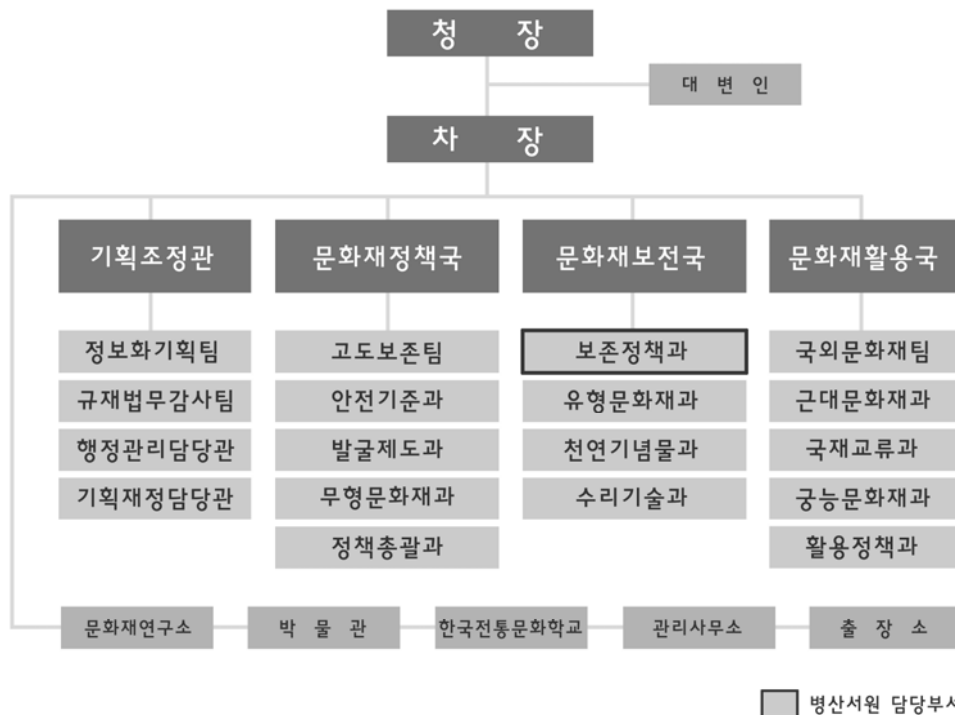 청 장
대 변 인
차 장
기획조정관
문화재정책국
문화재보전국
문화재활용국
정보화기획팀
고도보존팀
보존정책과
국외문화재팀
규재법무감사팀
안전기준과
유형문화재과
근대문화재과
행정관리담당관
발굴제도과
천연기념물과
국재교류과
기획재정담당관
무형문화재과
수리기술과
궁능문화재과
정책총괄과
활용정책과
문화재연구소
박 물 관
한국전통문화학교
관리사무소
출 장 소
병산서원 담당부서